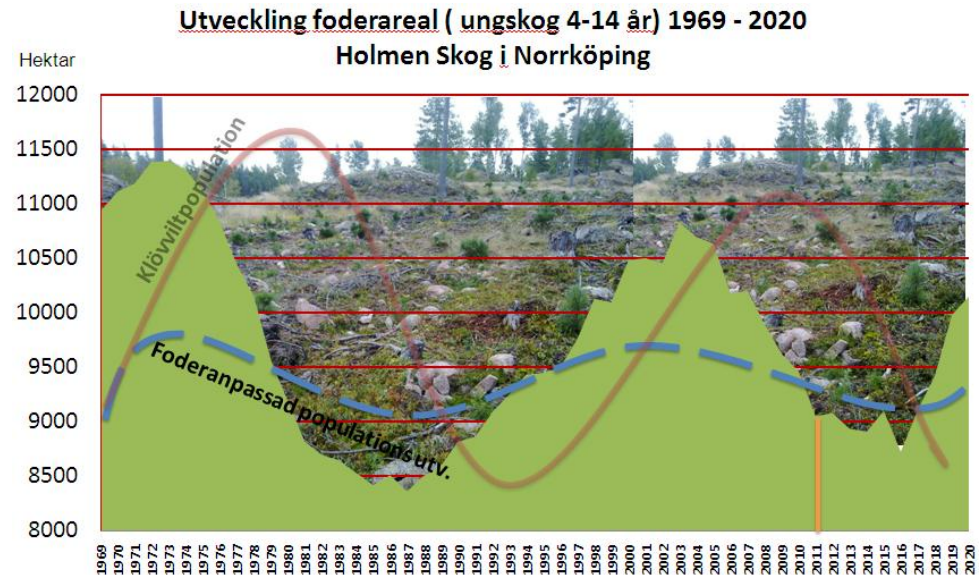 Utveckling foderareal ( ungskog 4-14 år) 1969 - 2020
Holmen Skog i Norrköping
Hektar
12000
11500
11000
10500
10000
9500
9000
8500
8000
Klövviltpopulation
Foderanpassad populations utv.
1969 1970 1971 1972 1973 1974 1975 1976 1977 1978 1979 1980 1981 1982 1983 1984 1985 1986 1987 1988 1989 1990 1991 1992 1993 1994 1995 1996 1997 1998 1999 2000 2001 2002 2003 2004 2005 2006 2007 2008 2009 2010 2011 2012 2013 2014 2015 2016 2017 2018 2019 2020